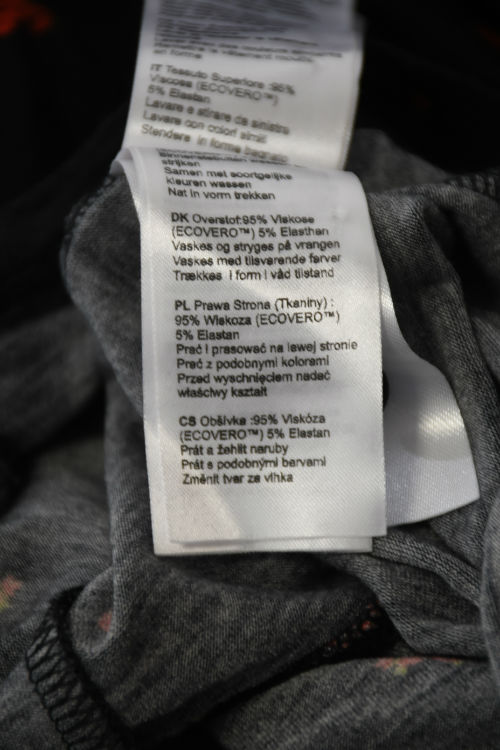 en forme
IT Tessuto Superiore :95%
Viscosa (ECOVERO™)
5% Elastan
Lavare e stirare da sinistra
Lavare con colori simili
Stendere in forma bagnato
strijken
Samen met soortgelijke
kleuren wassen
Nat in vorm trekken
DK Overstof:95% Viskose
(ECOVERO™) 5% Elasthan
Vaskes og stryges på vrangen
Vaskes med tilsvarende farver
Trækkes i form i våd tilstand
PL Prawa Strona (Tkaniny) :
95% Wiskoza (ECOVERO™)
5% Elastan
Prać i prasować na lewej stronie
Prać z podobnymi kolorami
Przed wyschnięciem nadać
właściwy kształt
CS Obšívka :95% Viskóza
(ECOVERO™) 5% Elastan
Prát a žehlit naruby
Prát s podobnými barvami
Změnit tvar za vlhka